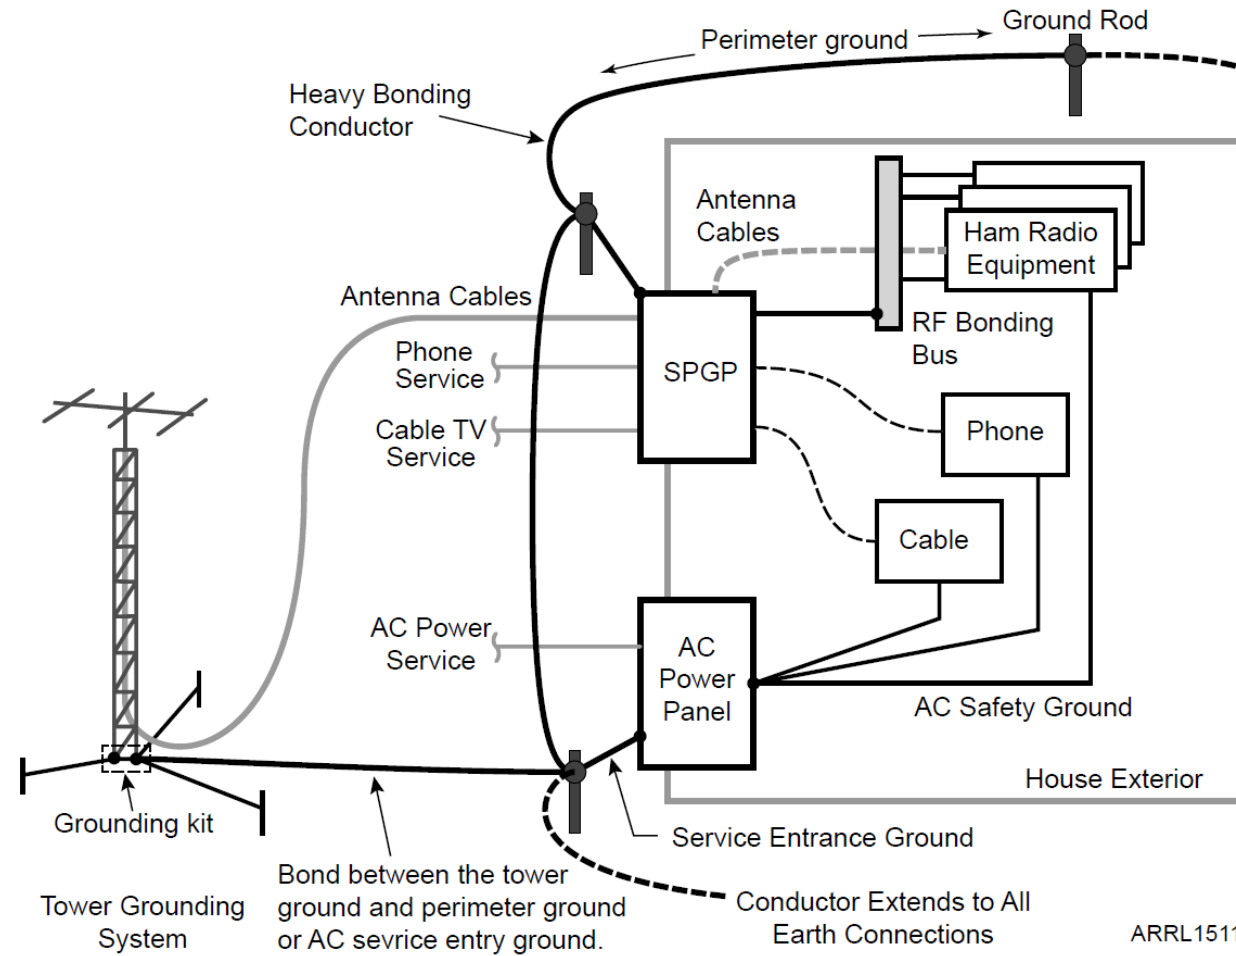 Ground Rod
Perimeter ground
Heavy Bonding
Conductor
Antenna
Cables
Ham Radio
Equipment
Antenna Cables
RF Bonding
Bus
Phone
Service
SPGP
Cable TV
Service
Phone
Cable
AC Power
Service
AC
Power
Panel
AC Safety Ground
House Exterior
Grounding kit
Service Entrance Ground
Tower Grounding
System
Bond between the tower
ground and perimeter ground
or AC sevrice entry ground.
Conductor Extends to All
Earth Connections
ARRL1511